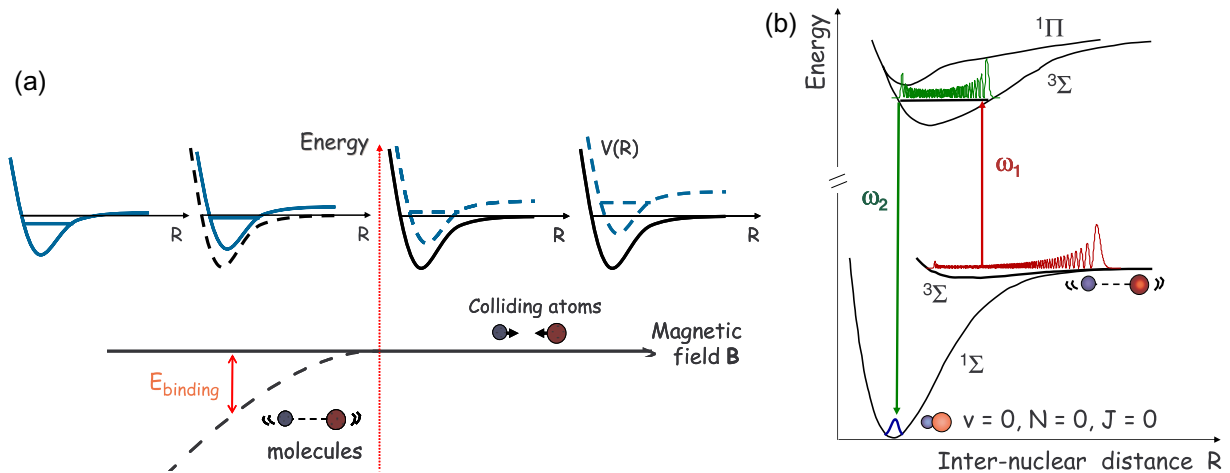 (a)
Energy
V(R)
R
R
R
R
Colliding atoms
Magnetic
field B
E_binding
molecules
(b)
Energy
¹Π
³Σ
ω₁
ω₂
³Σ
¹Σ
v = 0, N = 0, J = 0
Inter-nuclear distance R